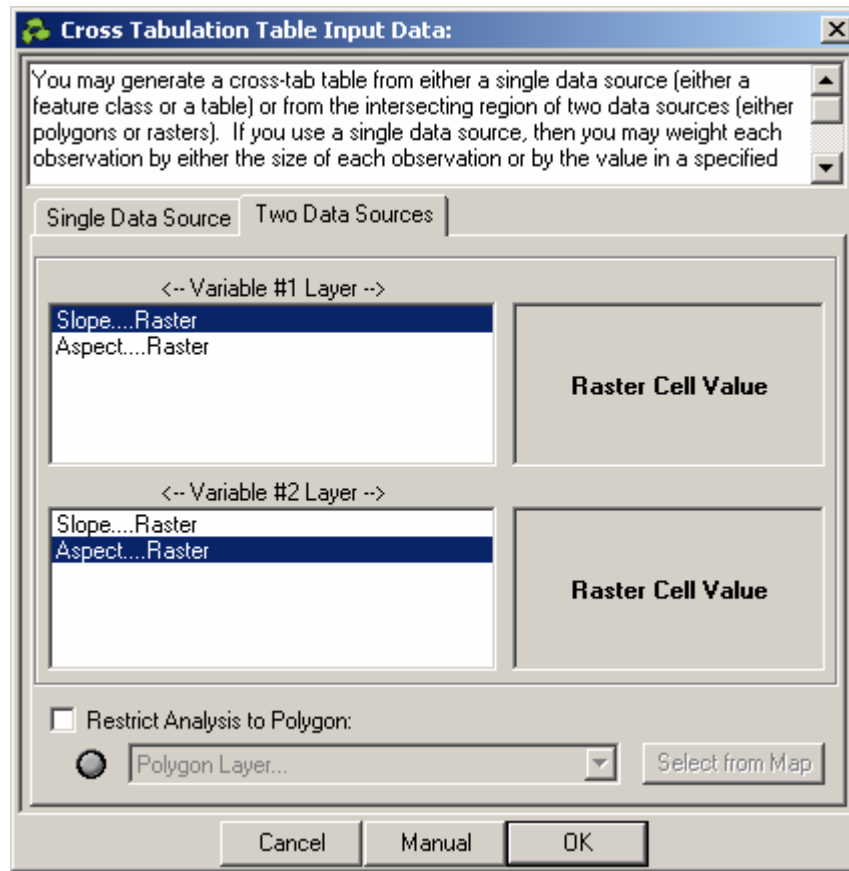 Cross Tabulation Table Input Data:
You may generate a cross-tab table from either a single data source (either a
feature class or a table) or from the intersecting region of two data sources (either
polygons or rasters). If you use a single data source, then you may weight each
observation by either the size of each observation or by the value in a specified
Single Data Source
Two Data Sources
<-- Variable #1 Layer -->
Slope....Raster
Aspect....Raster
Raster Cell Value
<-- Variable #2 Layer -->
Slope....Raster
Aspect....Raster
Raster Cell Value
Restrict Analysis to Polygon:
Polygon Layer...
Select from Map
Cancel
Manual
OK